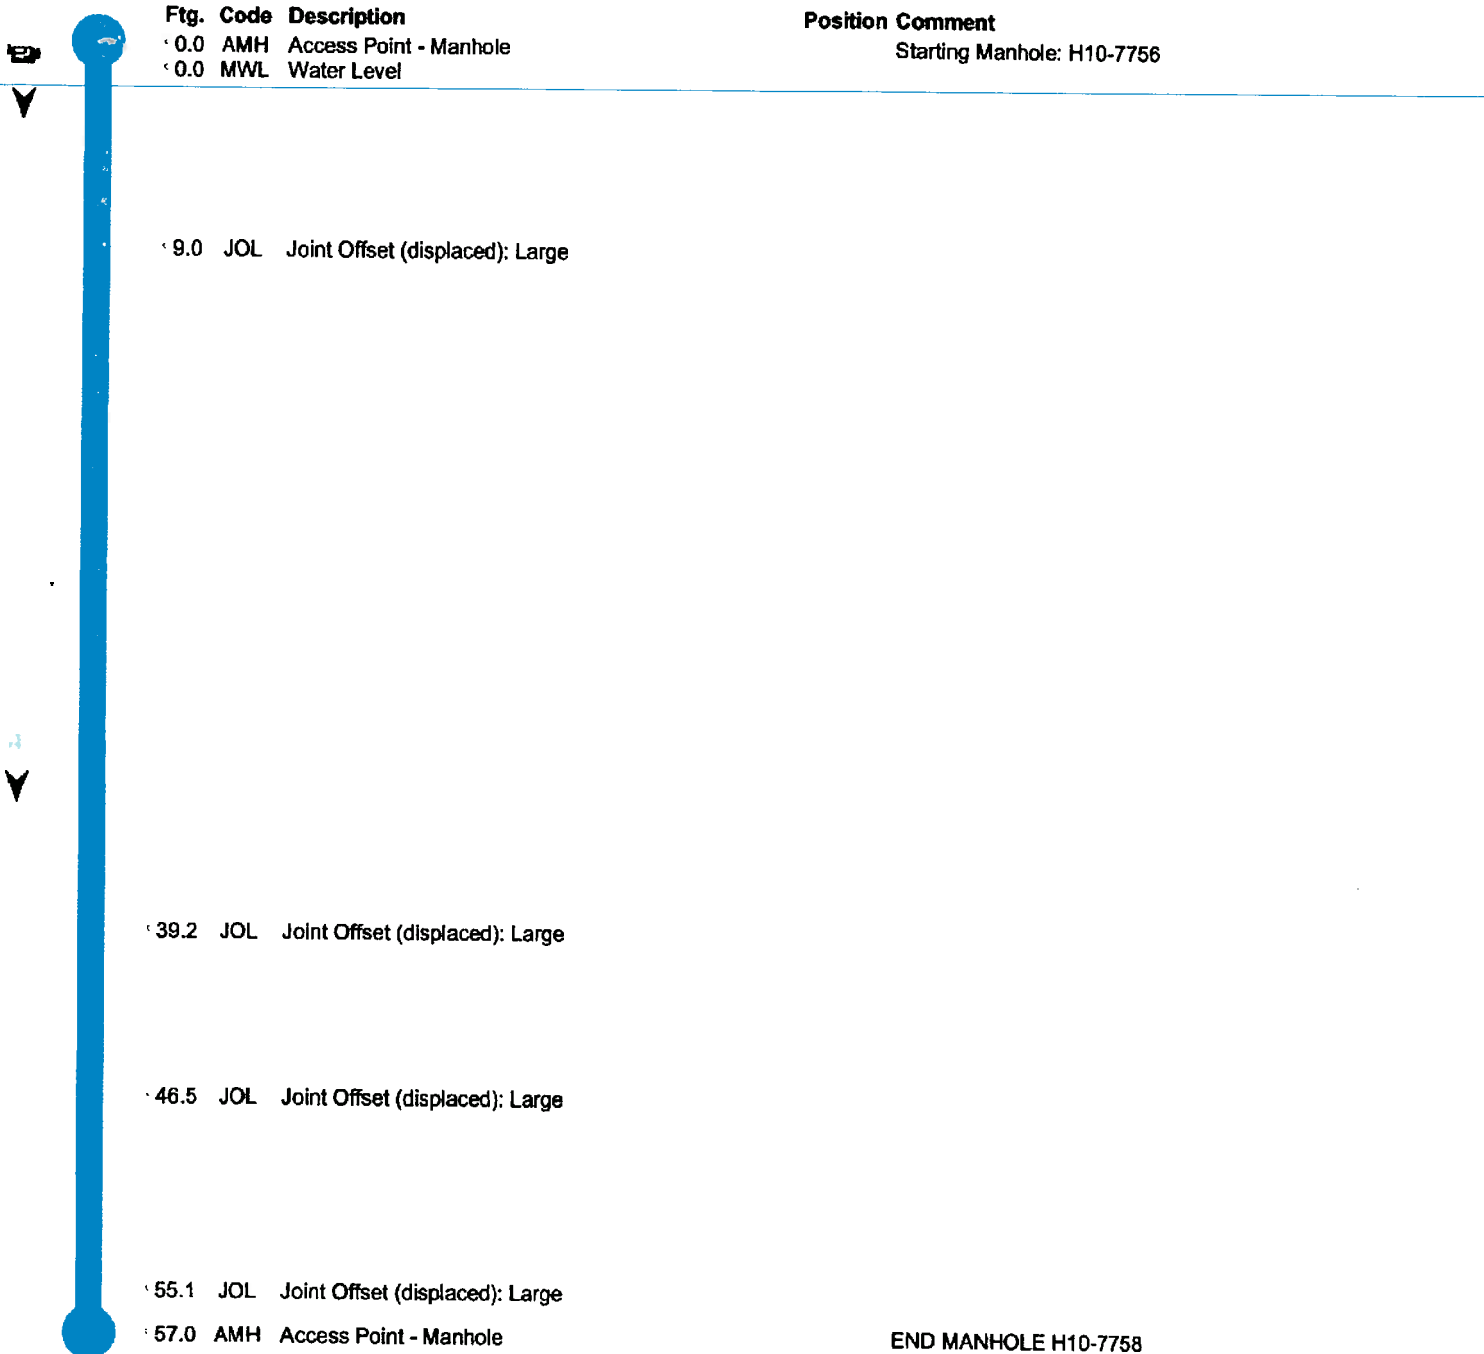 Ftg. Code Description Position Comment
0.0 AMH Access Point - Manhole Starting Manhole: H10-7756
0.0 MWL Water Level
9.0 JOL Joint Offset (displaced): Large
39.2 JOL Joint Offset (displaced): Large
46.5 JOL Joint Offset (displaced): Large
55.1 JOL Joint Offset (displaced): Large
57.0 AMH Access Point - Manhole END MANHOLE H10-7758